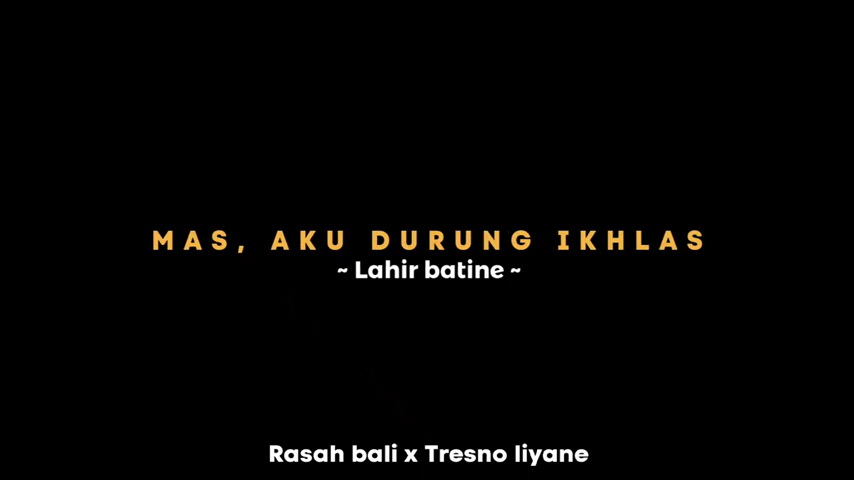 MAS, AKU DURUNG IKHLAS
~ Lahir batine ~
Rasah bali x Tresno liyane